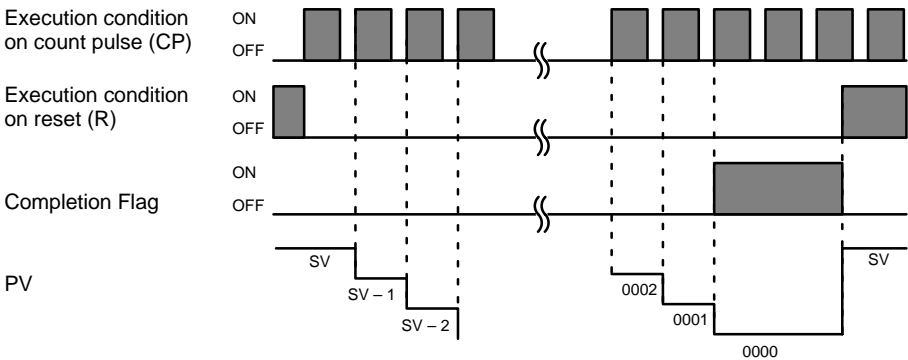 Execution condition
on count pulse (CP)
ON
OFF
Execution condition
on reset (R)
ON
OFF
Completion Flag
ON
OFF
PV
SV
SV – 1
SV – 2
0002
0001
0000
SV